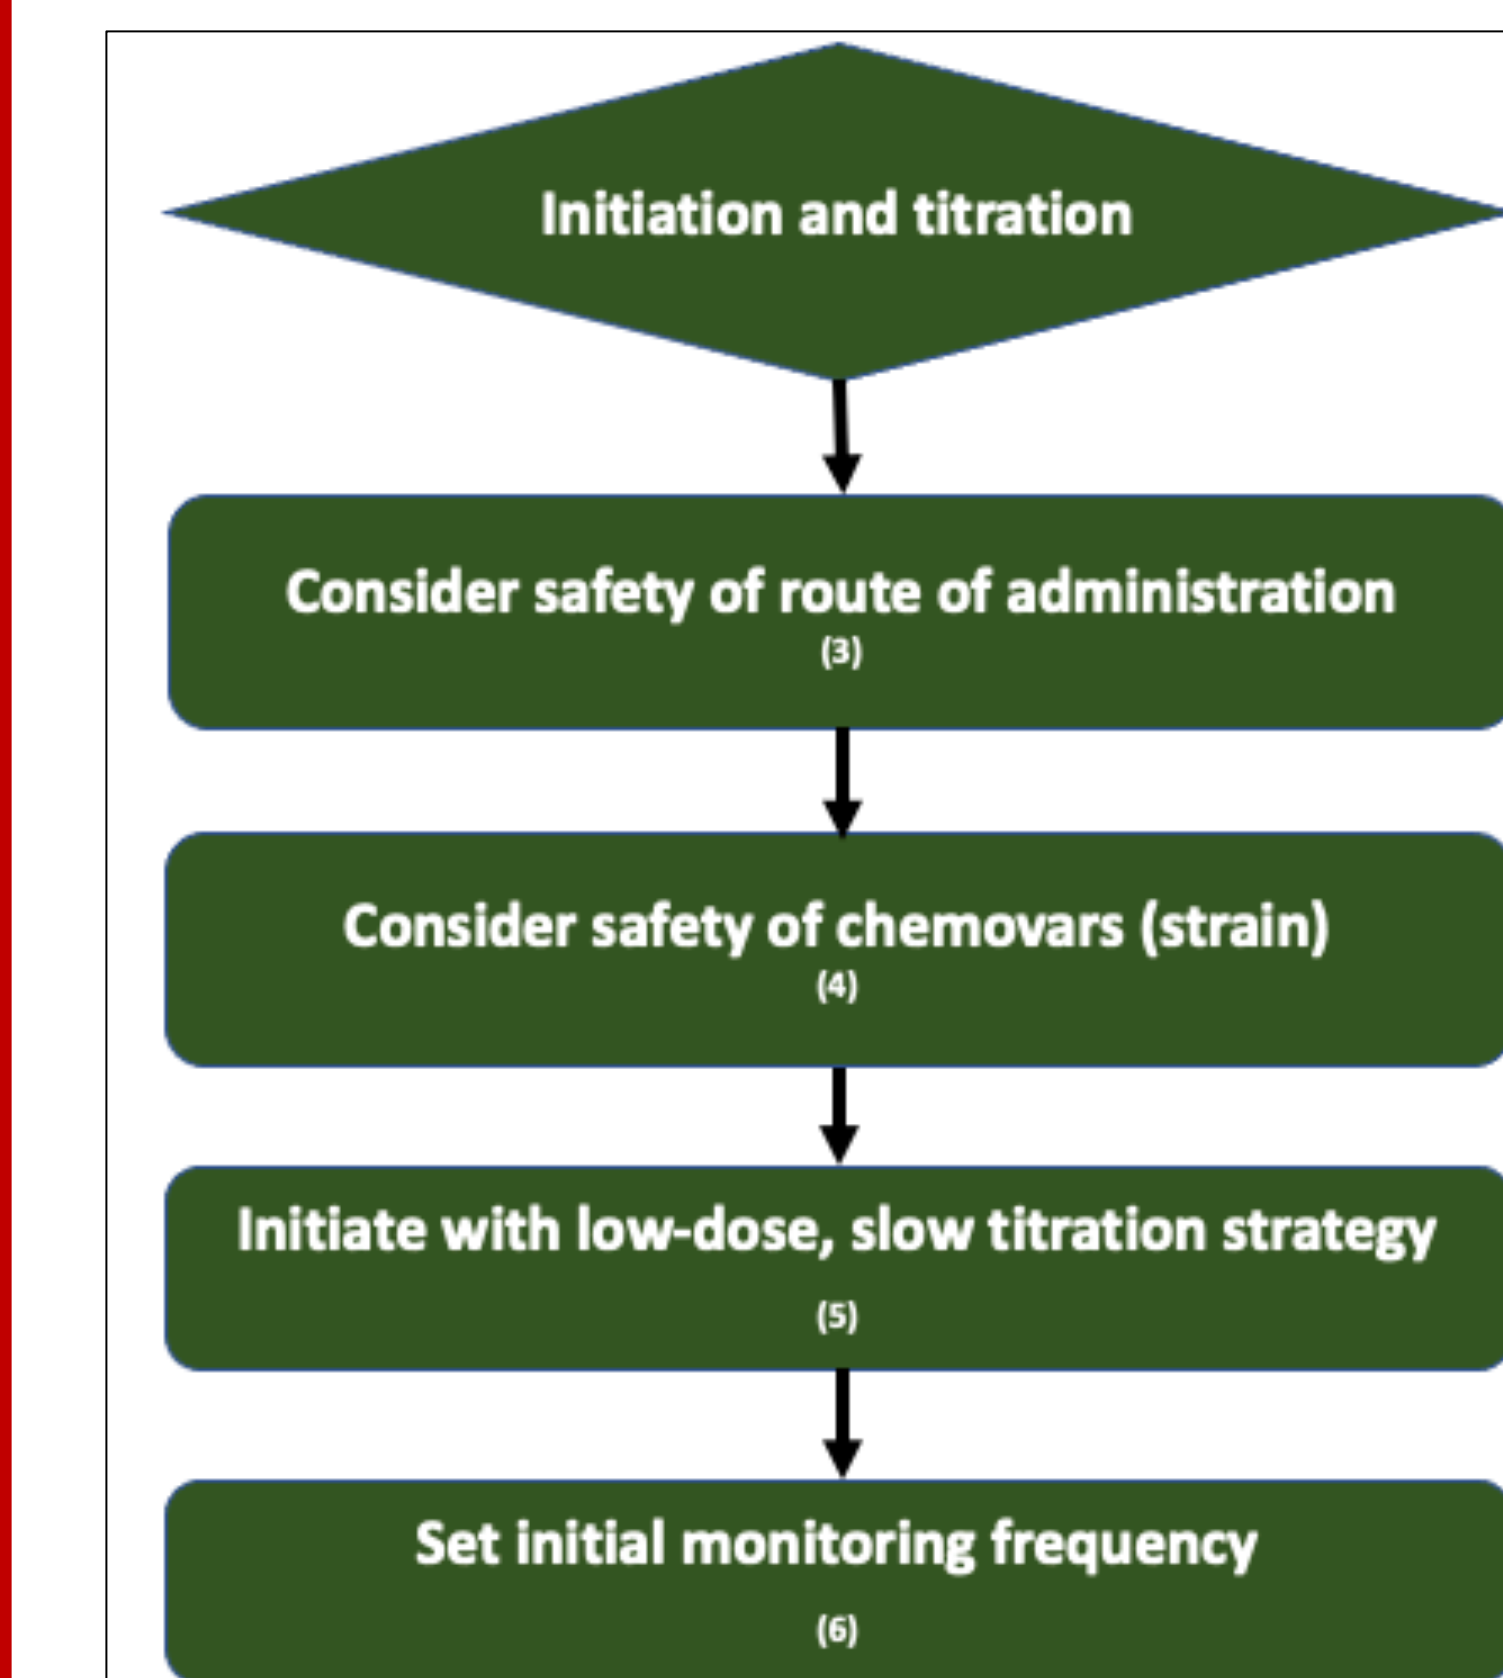 Initiation and titration
Consider safety of route of administration
(3)
Consider safety of chemovars (strain)
(4)
Initiate with low-dose, slow titration strategy
(5)
Set initial monitoring frequency
(6)